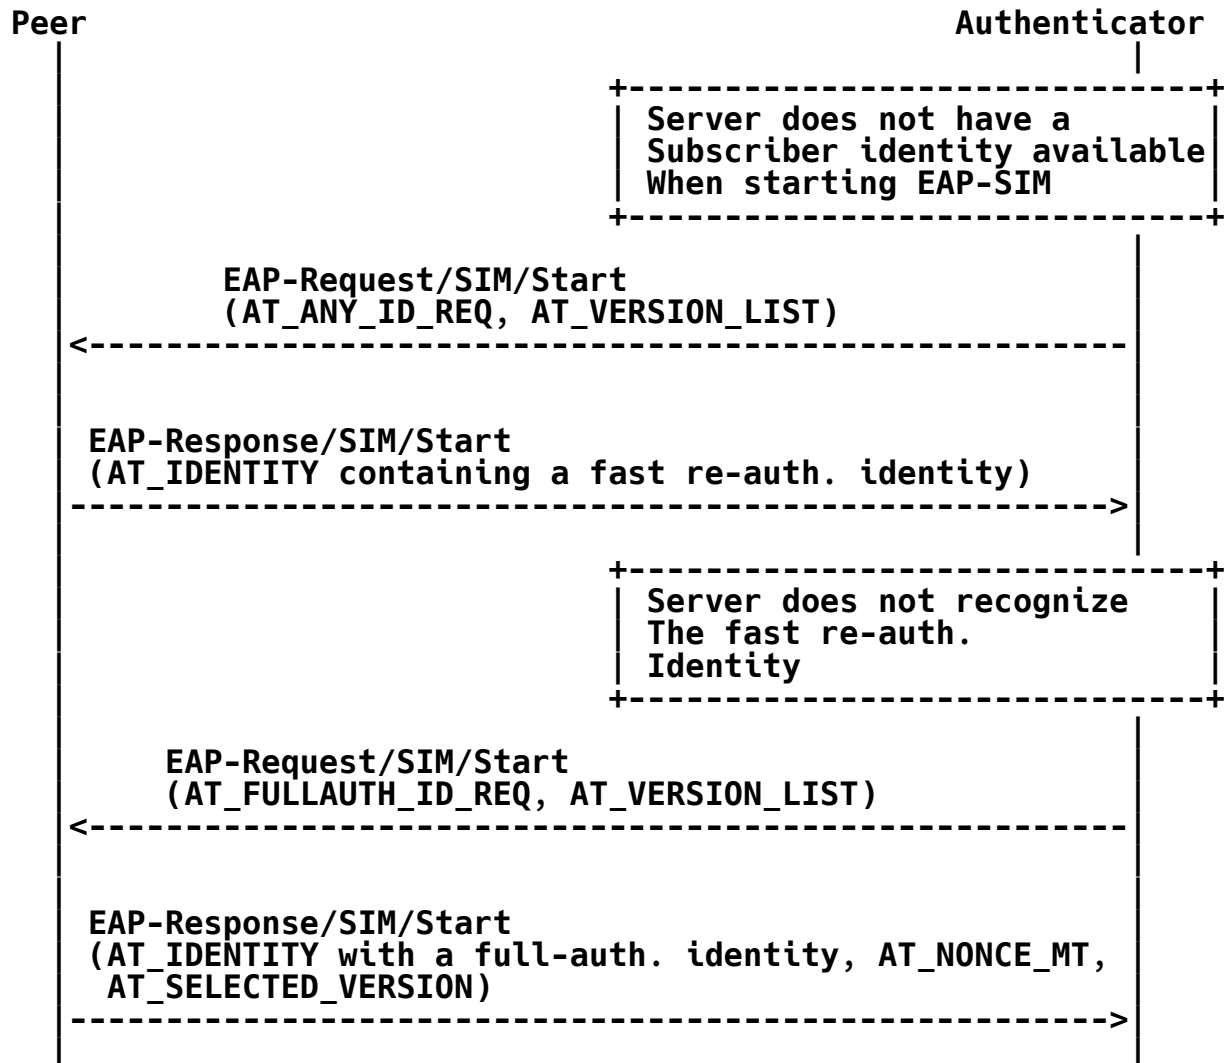 Peer Authenticator
Server does not have a
Subscriber identity available
When starting EAP-SIM
EAP-Request/SIM/Start
(AT_ANY_ID_REQ, AT_VERSION_LIST)
EAP-Response/SIM/Start
(AT_IDENTITY containing a fast re-auth. identity)
Server does not recognize
The fast re-auth.
Identity
EAP-Request/SIM/Start
(AT_FULLAUTH_ID_REQ, AT_VERSION_LIST)
EAP-Response/SIM/Start
(AT_IDENTITY with a full-auth. identity, AT_NONCE_MT,
AT_SELECTED_VERSION)